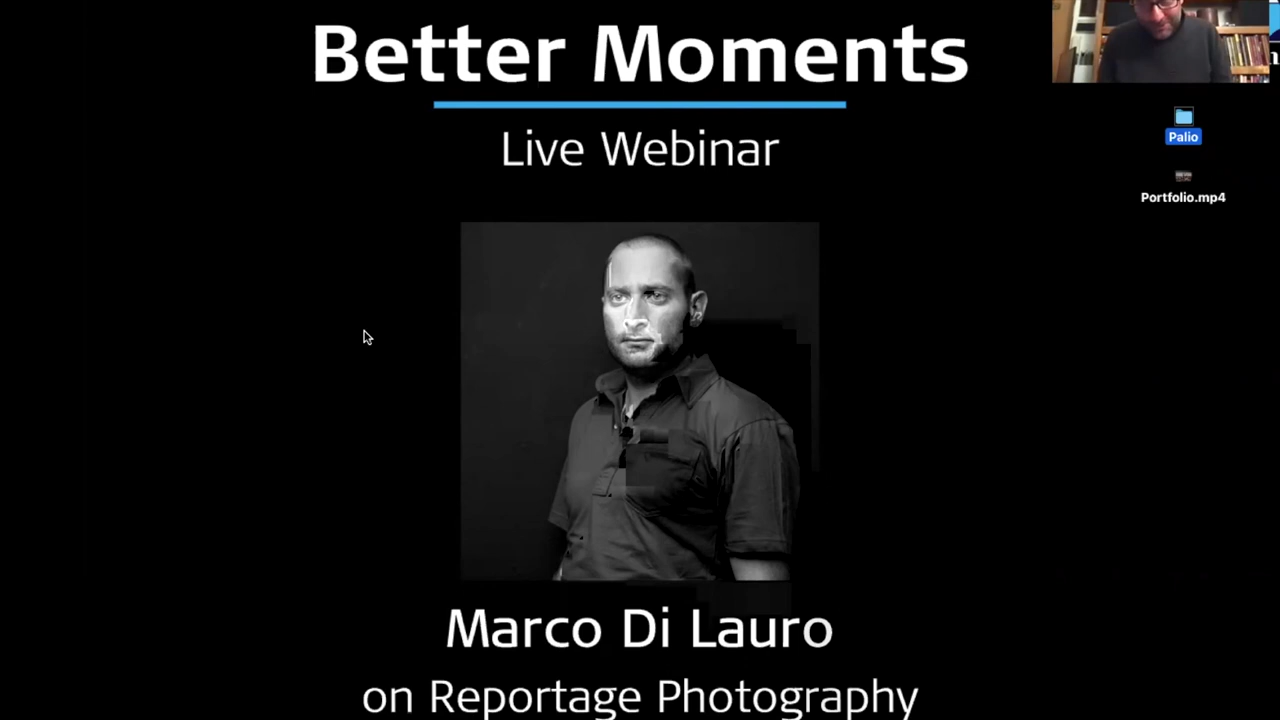 Better Moments
Live Webinar
Palio
Portfolio.mp4
Marco Di Lauro
on Reportage Photography